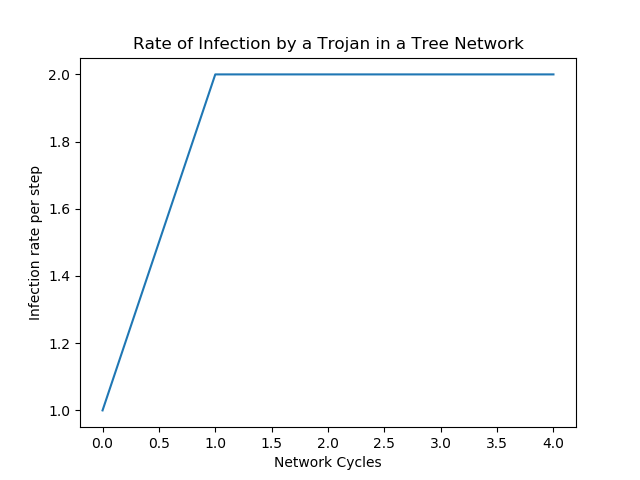 Rate of Infection by a Trojan in a Tree Network
2.0
1.8
1.6
1.4
1.2
1.0
Infection rate per step
0.0 0.5 1.0 1.5 2.0 2.5 3.0 3.5 4.0
Network Cycles